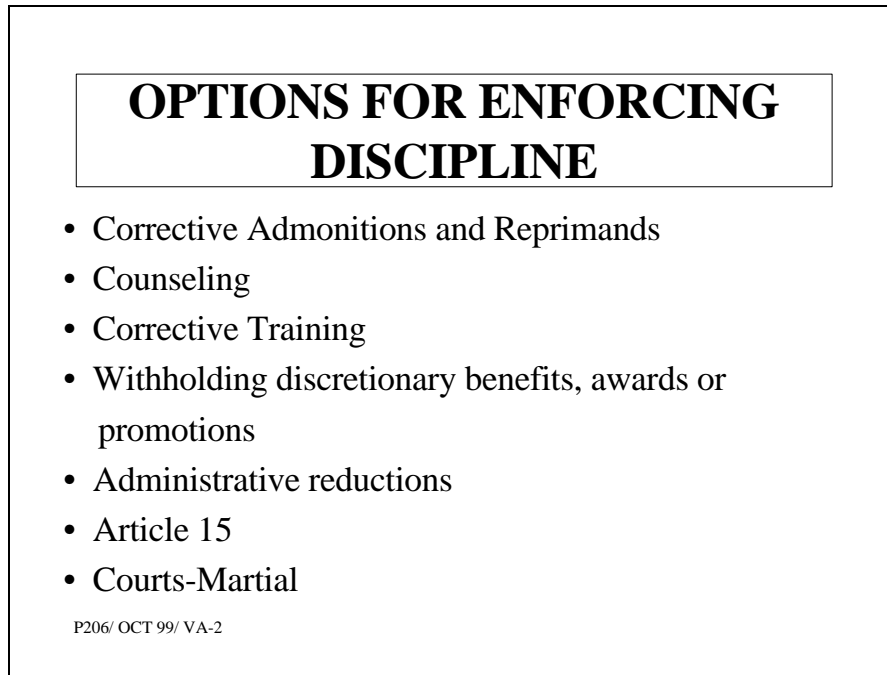 OPTIONS FOR ENFORCING
DISCIPLINE
• Corrective Admonitions and Reprimands
• Counseling
• Corrective Training
• Withholding discretionary benefits, awards or
promotions
• Administrative reductions
• Article 15
• Courts-Martial
P206/ OCT 99/ VA-2